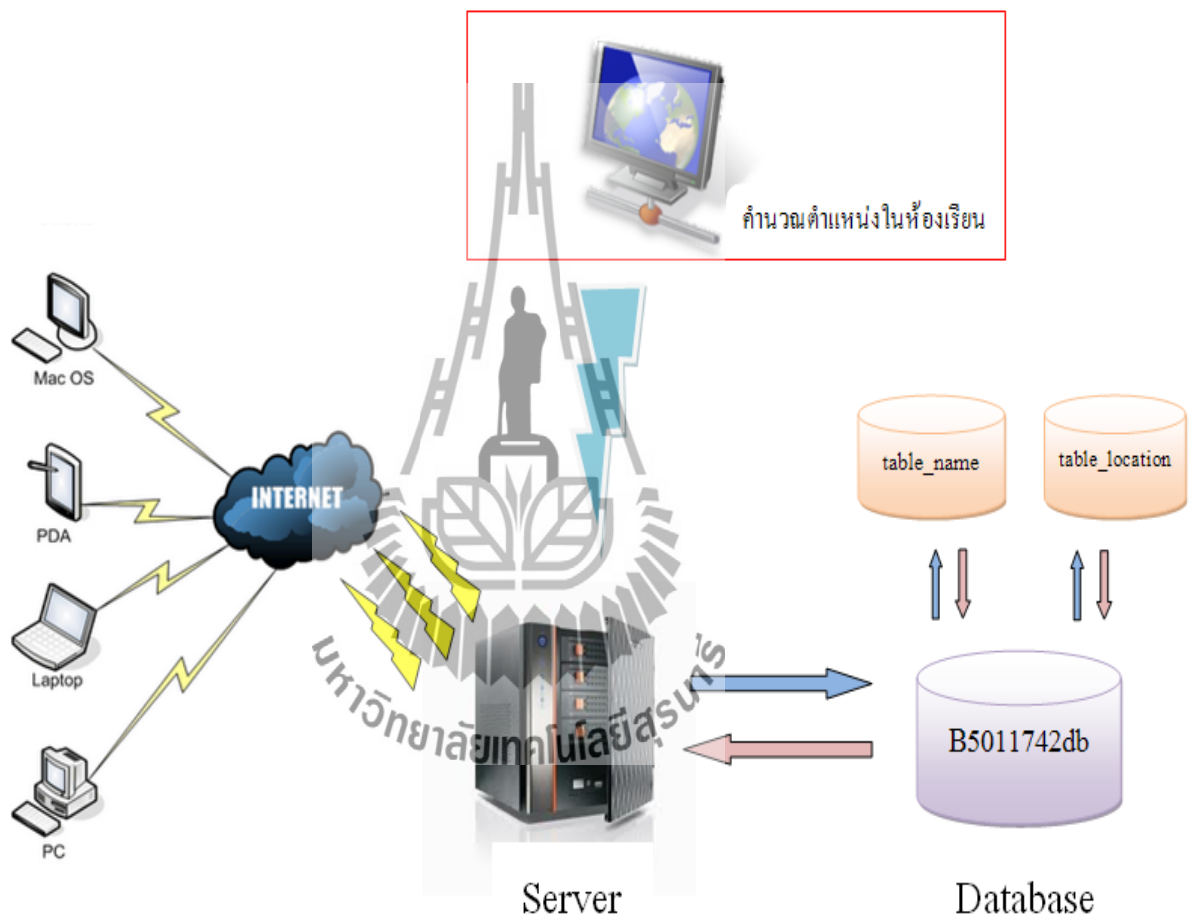 คำนวณตำแหน่งในห้องเรียน
Mac OS
PDA
Laptop
PC
INTERNET
มหาวิทยาลัยเทคโนโลยีสุรนารี
table_name
table_location
B5011742db
Server
Database